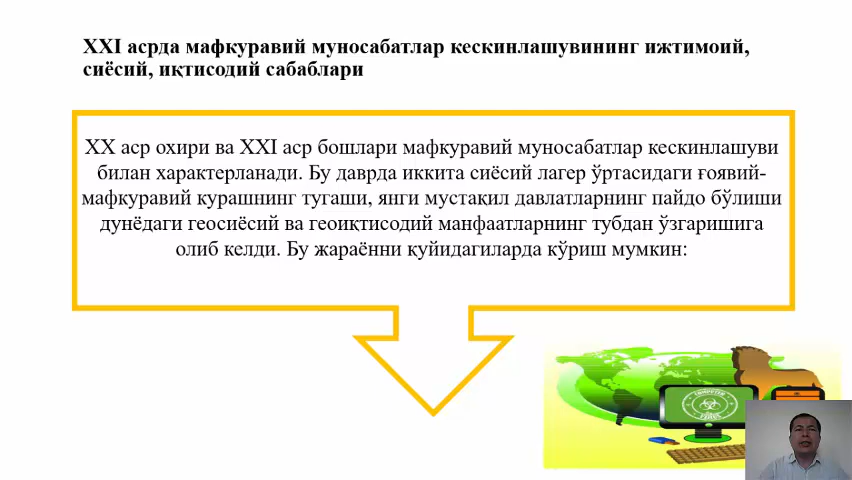 XXI асрда мафкуравий муносабатлар кескинлашувининг ижтимоий,
сиёсий, иқтисодий сабаблари
XX аср охири ва XXI аср бошлари мафкуравий муносабатлар кескинлашуви
билан характерланади. Бу даврда иккита сиёсий лагер ўртасидаги ғоявий-
мафкуравий курашнинг тугаши, янги мустақил давлатларнинг пайдо бўлиши
дунёдаги геосиёсий ва геоиқтисодий манфаатларнинг тубдан ўзгаришига
олиб келди. Бу жараённи қуйидагиларда кўриш мумкин:
COMPUTER
VIRUS